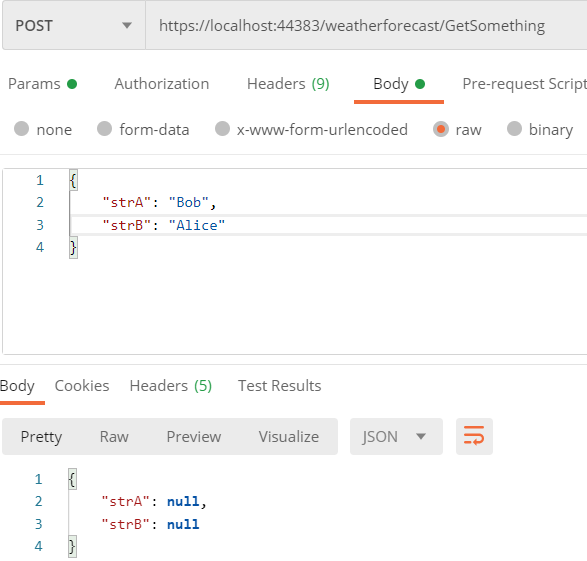 POST https://localhost:44383/weatherforecast/GetSomething
Params Authorization Headers (9) Body Pre-request Script
none form-data x-www-form-urlencoded raw binary
1 {
2 "strA": "Bob",
3 "strB": "Alice"
4 }
Body Cookies Headers (5) Test Results
Pretty Raw Preview Visualize JSON
1 {
2 "strA": null,
3 "strB": null
4 }